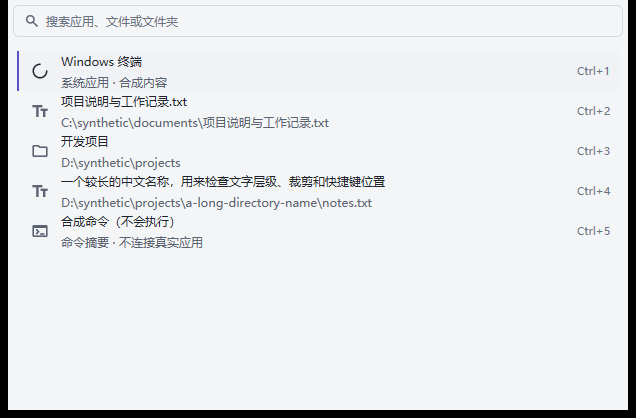 搜索应用、文件或文件夹
Windows 终端
Ctrl+1
系统应用 · 合成内容
项目说明与工作记录.txt
Ctrl+2
C:\synthetic\documents\项目说明与工作记录.txt
开发项目
Ctrl+3
D:\synthetic\projects
一个较长的中文名称，用来检查文字层级、裁剪和快捷键位置
Ctrl+4
D:\synthetic\projects\a-long-directory-name\notes.txt
合成命令（不会执行）
Ctrl+5
命令摘要 · 不连接真实应用